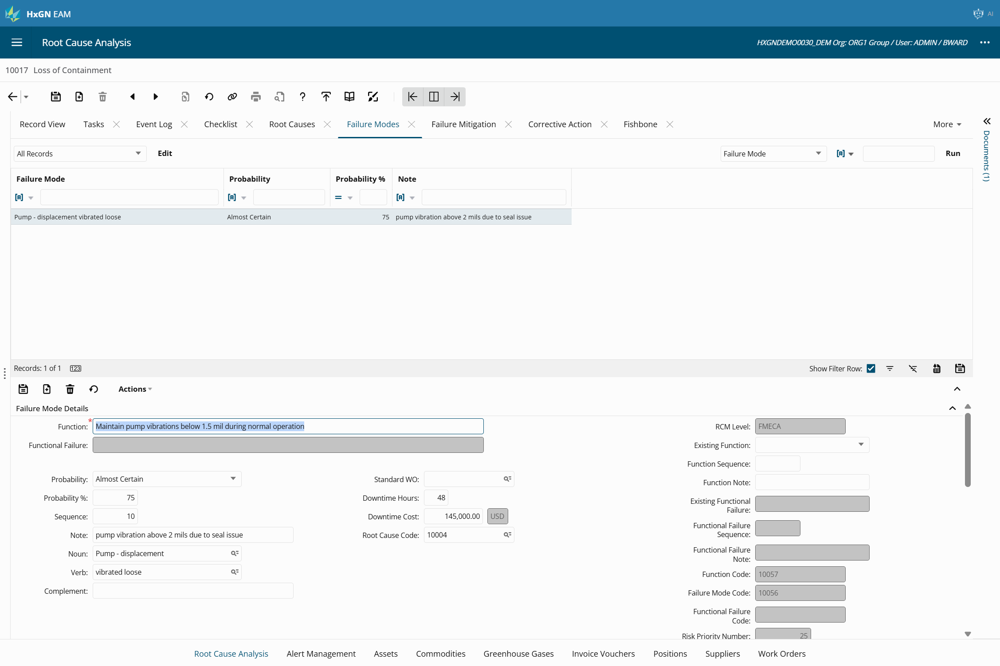 HxGN EAM
AI
Root Cause Analysis
HXGNDEMO0030_DEM Org: ORG1 Group / User: ADMIN / BWARD
10017 Loss of Containment
Record View
Tasks
Event Log
Checklist
Root Causes
Failure Modes
Failure Mitigation
Corrective Action
Fishbone
More
Documents (1)
All Records
Edit
Failure Mode
[A]
Run
Failure Mode
Probability
Probability %
Note
[A]
[A]
=
[A]
Pump - displacement vibrated loose
Almost Certain
75
pump vibration above 2 mils due to seal issue
Records: 1 of 1
123
Show Filter Row:
Actions
Failure Mode Details
Function: * Maintain pump vibrations below 1.5 mil during normal operation
Functional Failure:
Probability: Almost Certain
Probability %: 75
Sequence: 10
Note: pump vibration above 2 mils due to seal issue
Noun: Pump - displacement
Verb: vibrated loose
Complement:
Standard WO:
Downtime Hours: 48
Downtime Cost: 145,000.00 USD
Root Cause Code: 10004
RCM Level: FMECA
Existing Function:
Function Sequence:
Function Note:
Existing Functional
Failure:
Functional Failure
Sequence:
Functional Failure
Note:
Function Code: 10057
Failure Mode Code: 10056
Functional Failure
Code:
Risk Priority Number: 25
Root Cause Analysis
Alert Management
Assets
Commodities
Greenhouse Gases
Invoice Vouchers
Positions
Suppliers
Work Orders